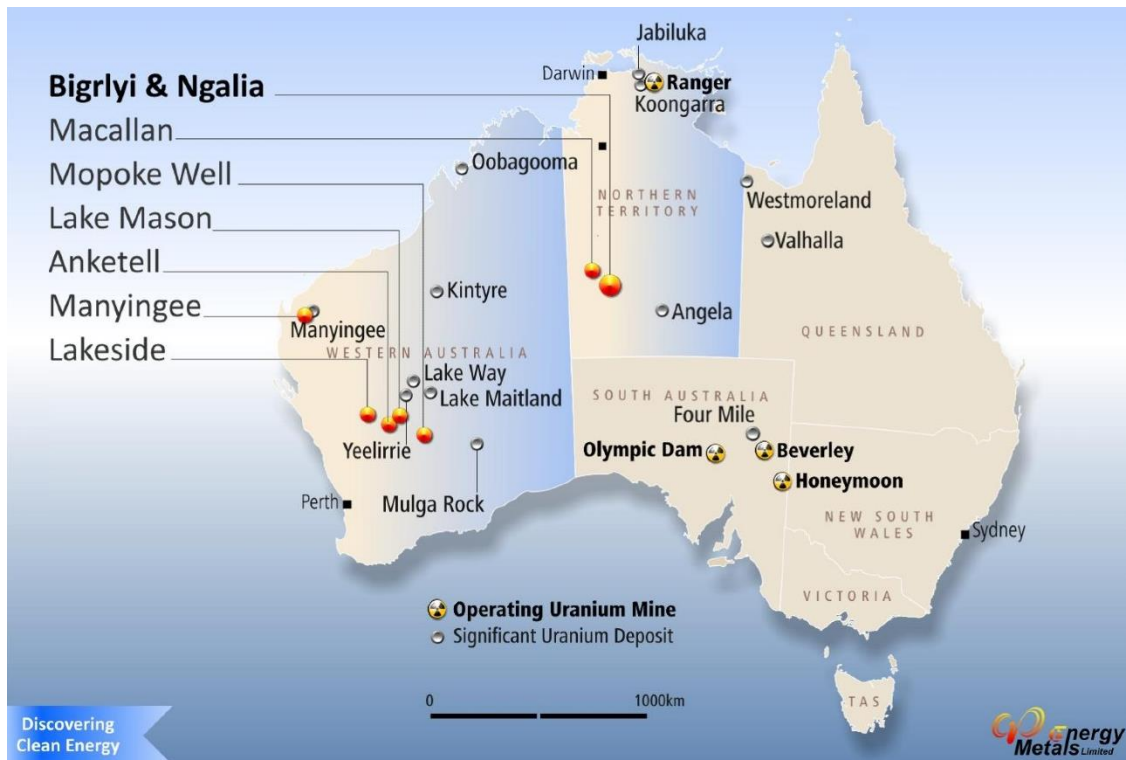 Jabiluka
Darwin
Ranger
Koongarra
Bigrlyi & Ngalia
Macallan
Mopoke Well
Lake Mason
Anketell
Manyingee
Lakeside
Oobagooma
NORTHERN
TERRITORY
Westmoreland
Valhalla
Kintyre
Angela
Manyingee
QUEENSLAND
WESTERN AUSTRALIA
Lake Way
Lake Maitland
SOUTH AUSTRALIA
Four Mile
Yeelirrie
Olympic Dam
Beverley
Honeymoon
Perth
Mulga Rock
NEW SOUTH
WALES
Sydney
VICTORIA
Operating Uranium Mine
Significant Uranium Deposit
0 1000km
TAS
Discovering
Clean Energy
Energy
Metals Limited